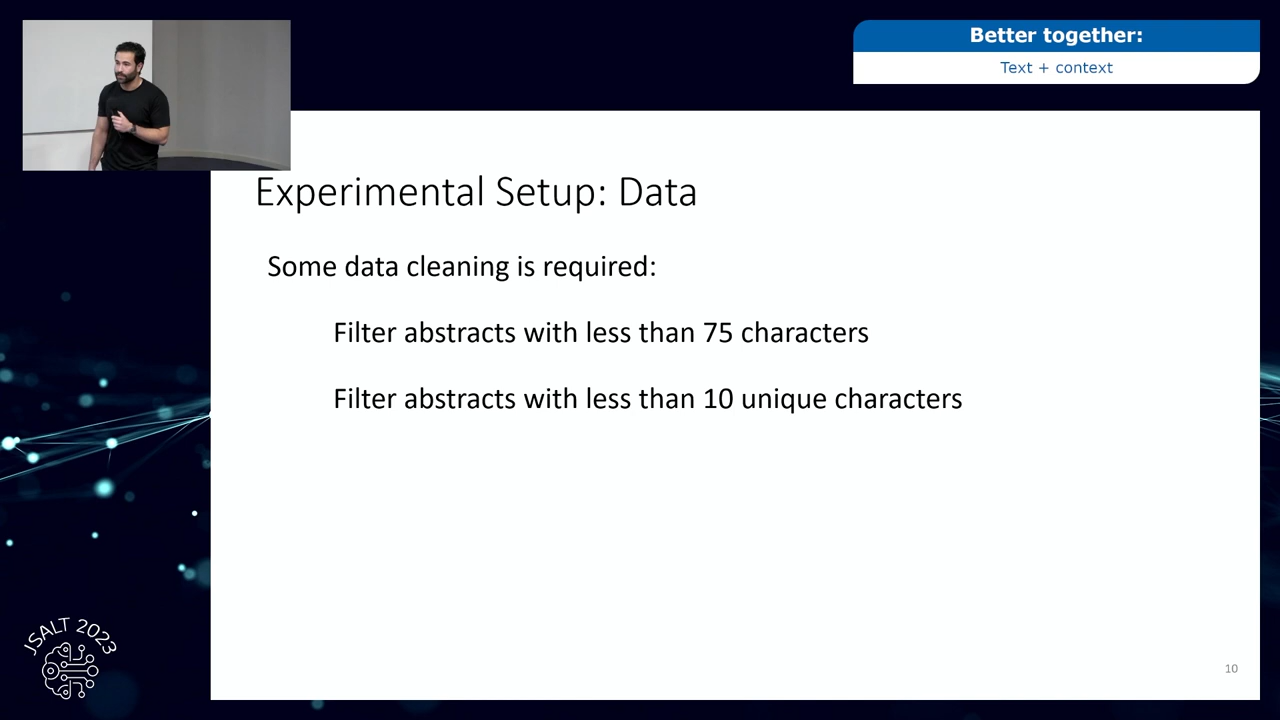 Better together:
Text + context
Experimental Setup: Data
Some data cleaning is required:
Filter abstracts with less than 75 characters
Filter abstracts with less than 10 unique characters
JSALT 2023
10